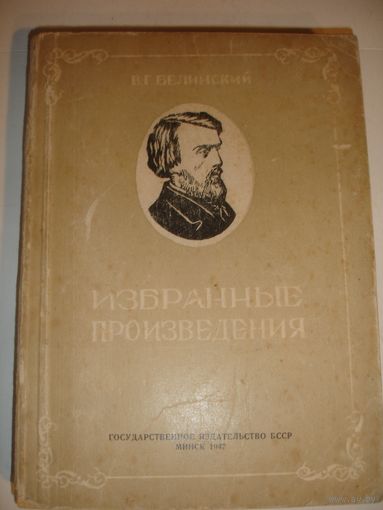 В.Г. БЕЛИНСКИЙ
ИЗБРАННЫЕ
ПРОИЗВЕДЕНИЯ
ГОСУДАРСТВЕННОЕ ИЗДАТЕЛЬСТВО БССР
МИНСК 1947